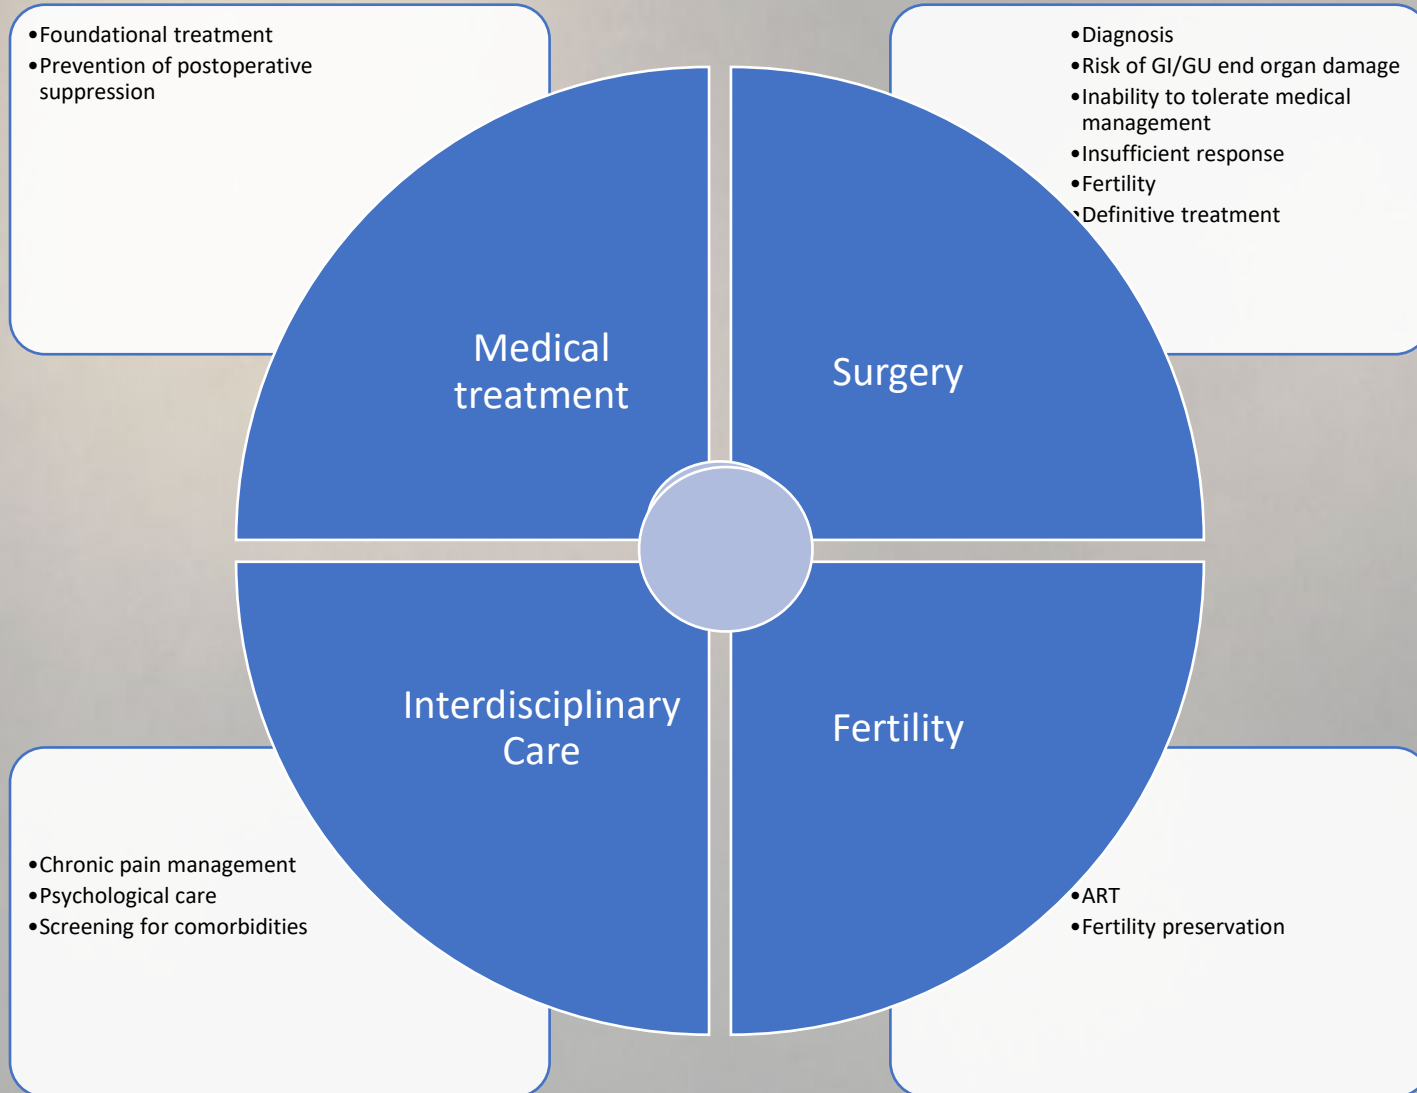 •Foundational treatment
•Prevention of postoperative
suppression
•Diagnosis
•Risk of GI/GU end organ damage
•Inability to tolerate medical
management
•Insufficient response
•Fertility
•Definitive treatment
Medical
treatment
Surgery
Interdisciplinary
Care
Fertility
•Chronic pain management
•Psychological care
•Screening for comorbidities
•ART
•Fertility preservation